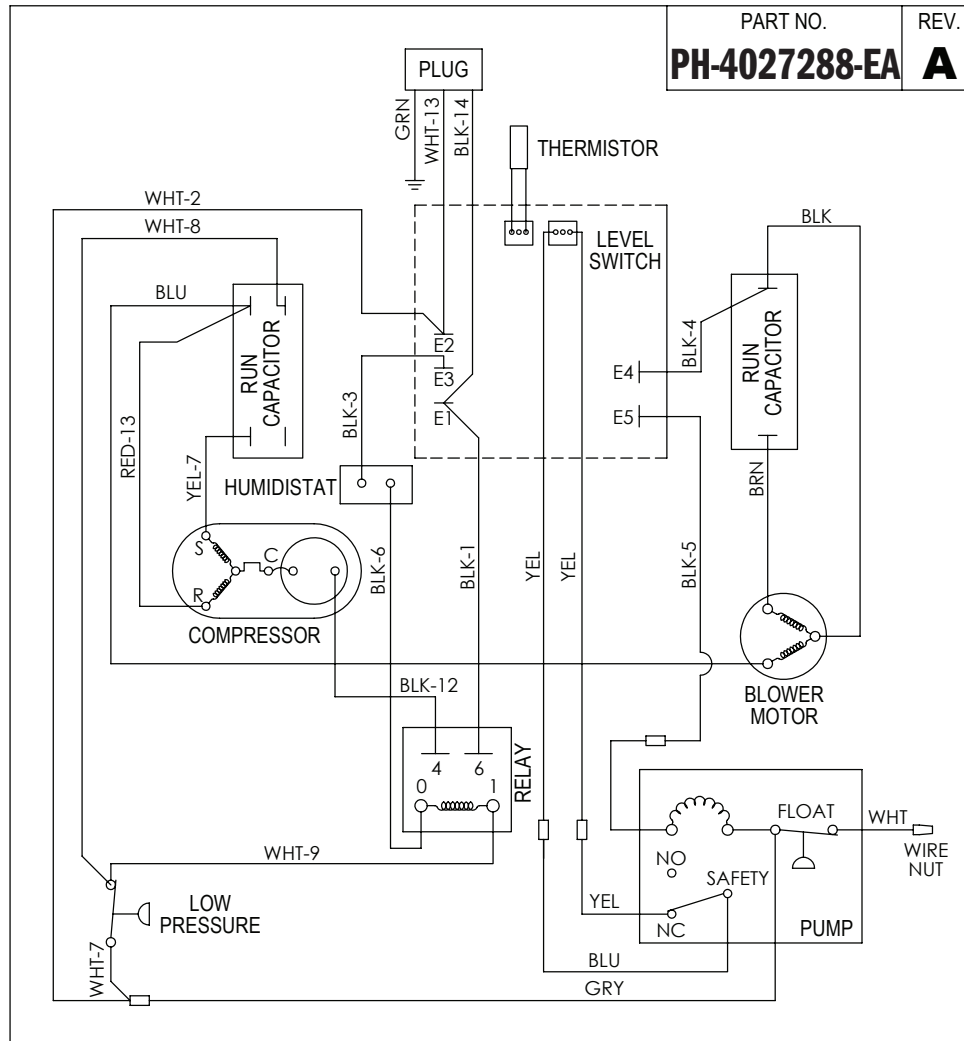 PART NO.
PH-4027288-EA
REV.
A
PLUG
GRN
WHT-13
BLK-14
THERMISTOR
WHT-2
WHT-8
BLU
RUN
CAPACITOR
RED-13
YEL-7
LEVEL
SWITCH
E2
E3
E1
E4
E5
BLK-3
BLK-4
BLK
RUN
CAPACITOR
BRN
HUMIDISTAT
S
C
R
COMPRESSOR
BLK-6
BLK-1
YEL
YEL
BLK-5
BLOWER
MOTOR
BLK-12
4
6
0
1
RELAY
WHT-9
LOW
PRESSURE
WHT-7
FLOAT
WHT
WIRE
NUT
NO
SAFETY
YEL
NC
PUMP
BLU
GRY